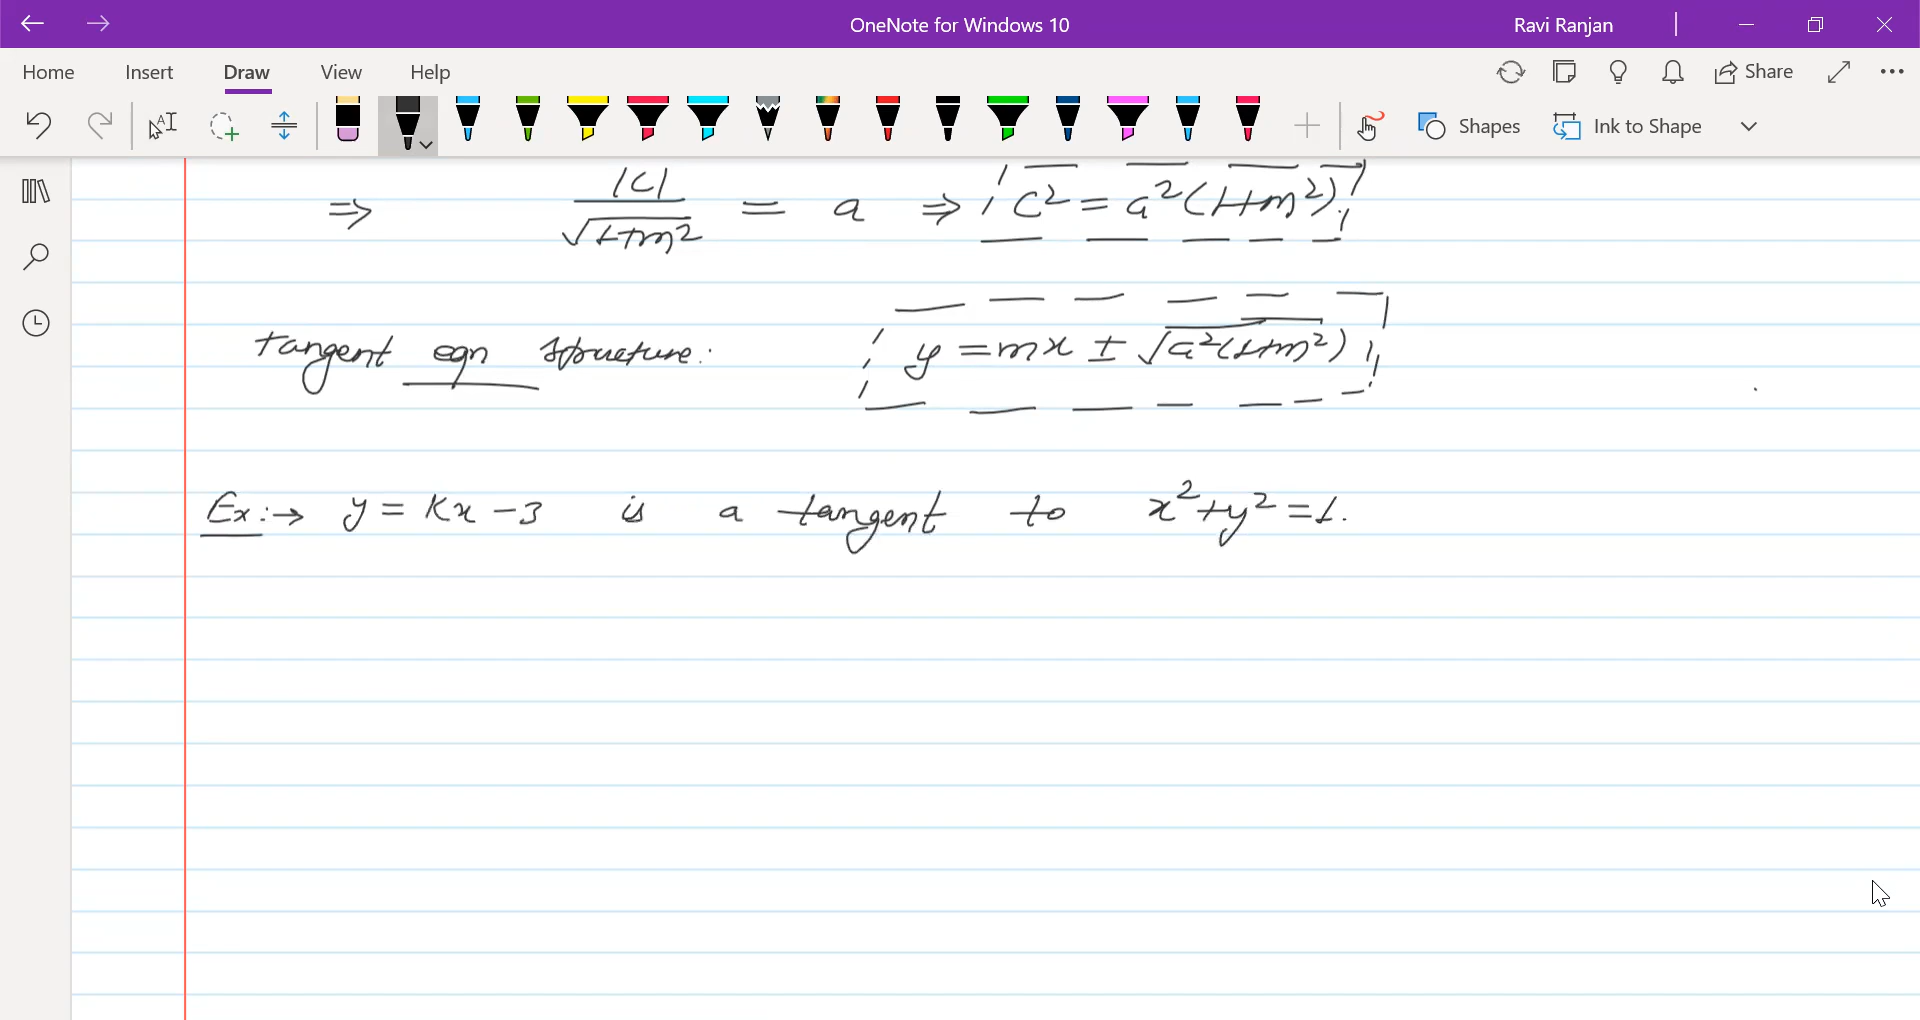 OneNote for Windows 10 Ravi Ranjan
Home Insert Draw View Help Share
Shapes Ink to Shape
⇒ |c| / √1+m² = a ⇒ c² = a²(1+m²).
tangent eqn structure: y = mx ± √a²(1+m²)
Ex:→ y = Kx - 3 is a tangent to x² + y² = 1.